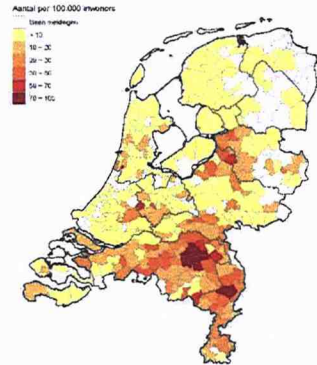 Aantal per 100.000 inwoners
Geen meldingen
< 10
10 – 20
20 – 30
30 – 50
50 – 70
70 – 100